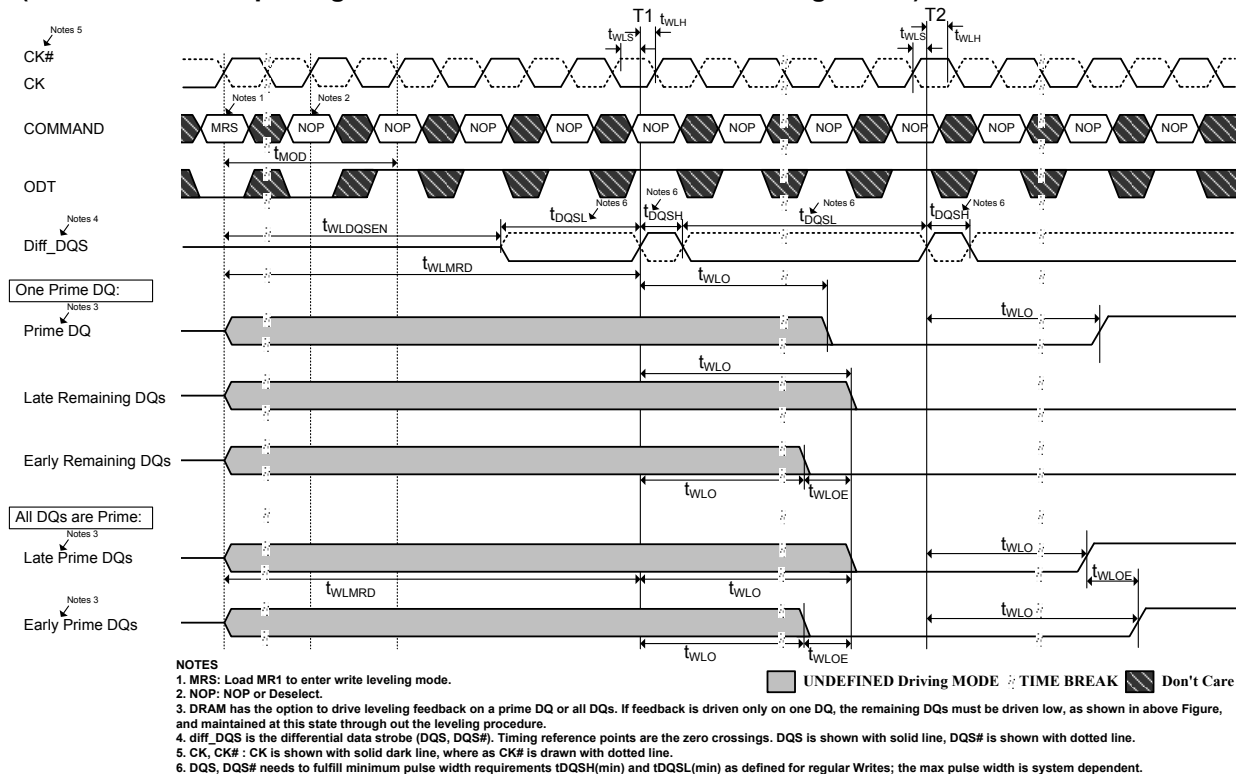 T1
T2
tWLH
tWLS
tWLS
tWLH
Notes 5
CK#
CK
Notes 1
Notes 2
COMMAND
MRS
NOP
NOP
NOP
NOP
NOP
NOP
NOP
NOP
NOP
NOP
NOP
tMOD
ODT
Notes 6
Notes 6
Notes 6
Notes 6
tDQSL
tDQSH
tDQSL
tDQSH
Notes 4
Diff_DQS
tWLDQSEN
tWLMRD
tWLO
One Prime DQ:
Notes 3
Prime DQ
tWLO
tWLO
Late Remaining DQs
Early Remaining DQs
tWLO
tWLOE
All DQs are Prime:
Notes 3
Late Prime DQs
tWLO
tWLMRD
tWLO
tWLOE
Notes 3
Early Prime DQs
tWLO
tWLO
tWLOE
NOTES
1. MRS: Load MR1 to enter write leveling mode.
2. NOP: NOP or Deselect.
UNDEFINED Driving MODE
TIME BREAK
Don't Care
3. DRAM has the option to drive leveling feedback on a prime DQ or all DQs. If feedback is driven only on one DQ, the remaining DQs must be driven low, as shown in above Figure,
and maintained at this state through out the leveling procedure.
4. diff_DQS is the differential data strobe (DQS, DQS#). Timing reference points are the zero crossings. DQS is shown with solid line, DQS# is shown with dotted line.
5. CK, CK# : CK is shown with solid dark line, where as CK# is drawn with dotted line.
6. DQS, DQS# needs to fulfill minimum pulse width requirements tDQSH(min) and tDQSL(min) as defined for regular Writes; the max pulse width is system dependent.